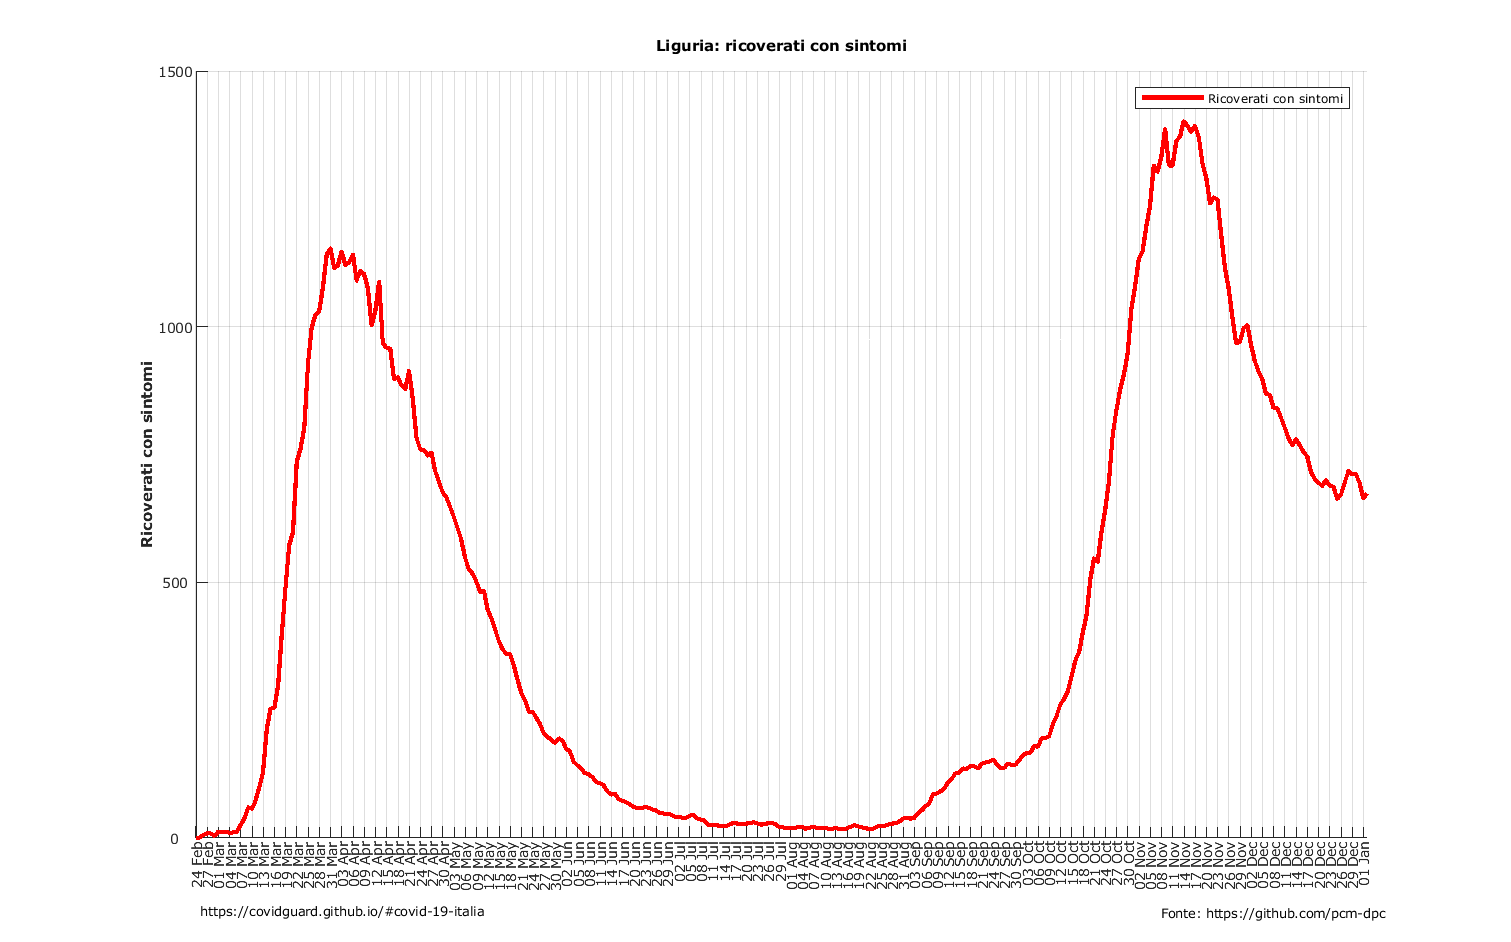 Liguria: ricoverati con sintomi
Ricoverati con sintomi
Ricoverati con sintomi
1500
1000
500
0
24 Feb
27 Feb
01 Mar
04 Mar
07 Mar
10 Mar
13 Mar
16 Mar
19 Mar
22 Mar
25 Mar
28 Mar
31 Mar
03 Apr
06 Apr
09 Apr
12 Apr
15 Apr
18 Apr
21 Apr
24 Apr
27 Apr
30 Apr
03 May
06 May
09 May
12 May
15 May
18 May
21 May
24 May
27 May
30 May
02 Jun
05 Jun
08 Jun
11 Jun
14 Jun
17 Jun
20 Jun
23 Jun
26 Jun
29 Jun
02 Jul
05 Jul
08 Jul
11 Jul
14 Jul
17 Jul
20 Jul
23 Jul
26 Jul
29 Jul
01 Aug
04 Aug
07 Aug
10 Aug
13 Aug
16 Aug
19 Aug
22 Aug
25 Aug
28 Aug
31 Aug
03 Sep
06 Sep
09 Sep
12 Sep
15 Sep
18 Sep
21 Sep
24 Sep
27 Sep
30 Sep
03 Oct
06 Oct
09 Oct
12 Oct
15 Oct
18 Oct
21 Oct
24 Oct
27 Oct
30 Oct
02 Nov
05 Nov
08 Nov
11 Nov
14 Nov
17 Nov
20 Nov
23 Nov
26 Nov
29 Nov
02 Dec
05 Dec
08 Dec
11 Dec
14 Dec
17 Dec
20 Dec
23 Dec
26 Dec
29 Dec
01 Jan
https://covidguard.github.io/#covid-19-italia
Fonte: https://github.com/pcm-dpc